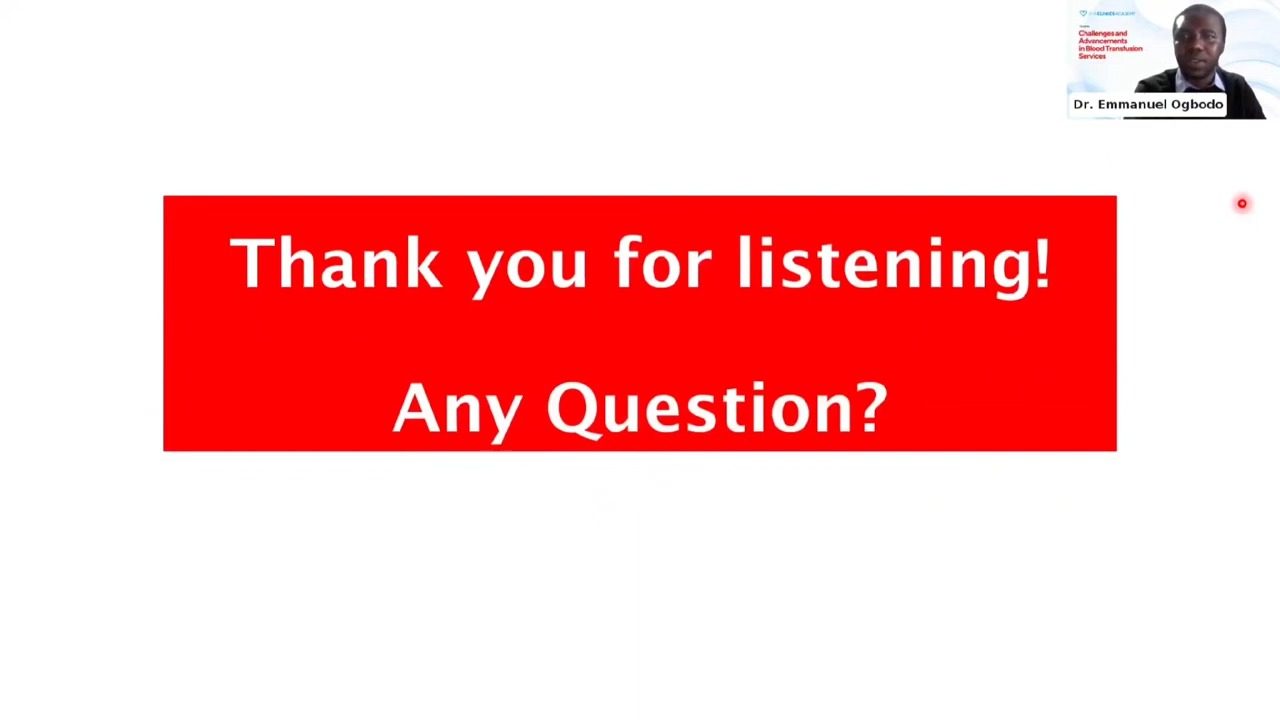 Challenges and
Advancements
in Blood Transfusion
Services
Dr. Emmanuel Ogbodo
Thank you for listening!
Any Question?